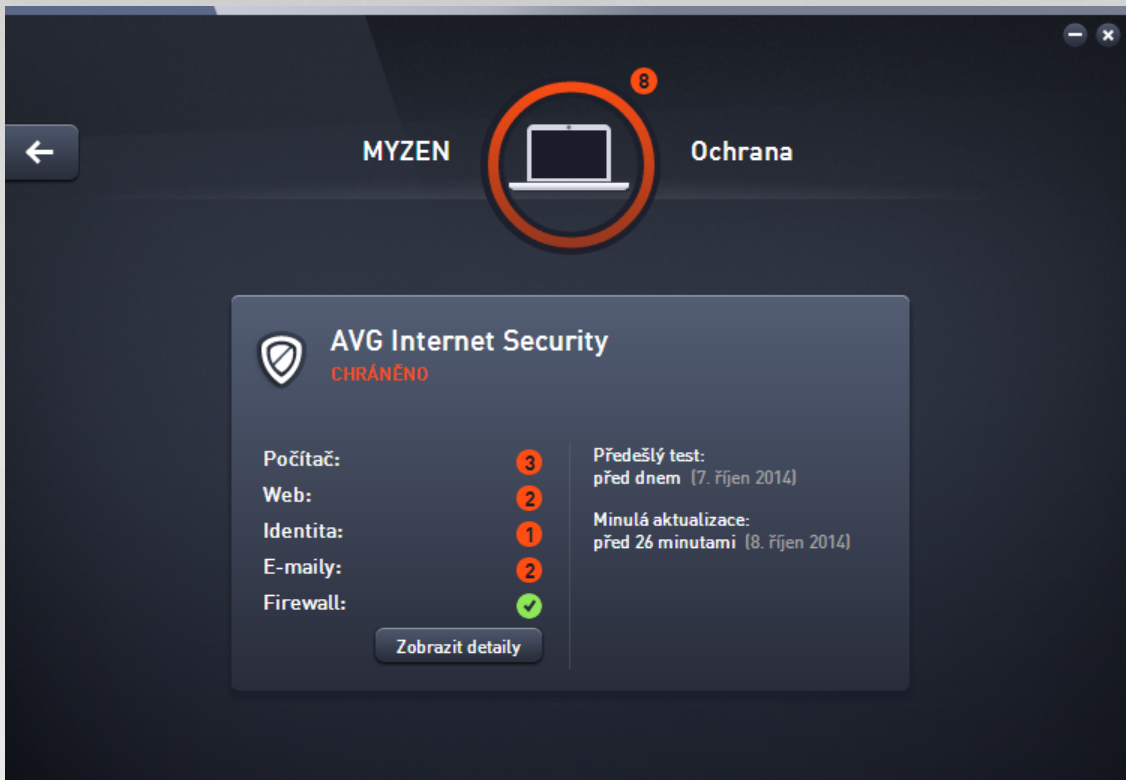 8
MYZEN
Ochrana
AVG Internet Security
CHRÁNĚNO
Počítač: 3
Web: 2
Identita: 1
E-maily: 2
Firewall:
Zobrazit detaily
Předešlý test:
před dnem (7. říjen 2014)
Minulá aktualizace:
před 26 minutami (8. říjen 2014)